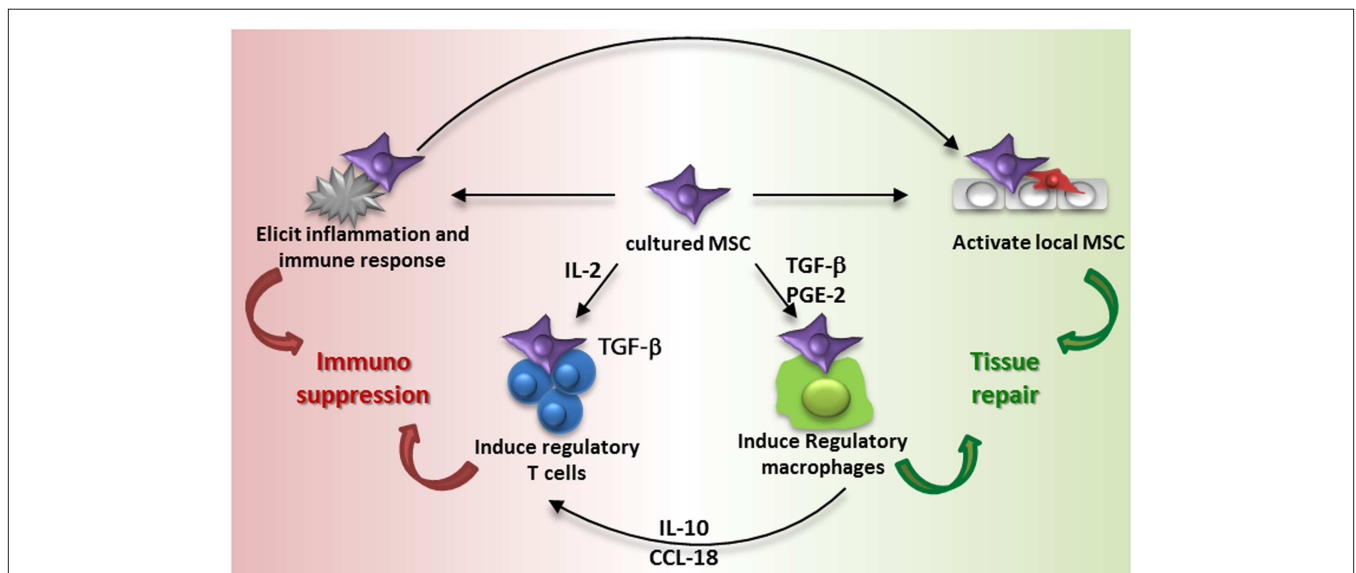 Elicit inflammation and
immune response
cultured MSC
Activate local MSC
IL-2
TGF-β
PGE-2
TGF-β
Immuno
suppression
Tissue
repair
Induce regulatory
T cells
Induce Regulatory
macrophages
IL-10
CCL-18